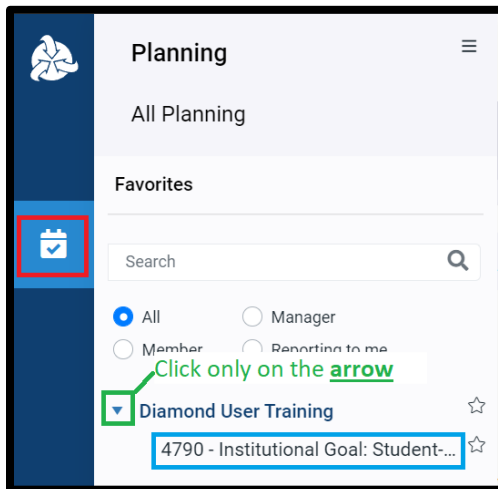 Planning
All Planning
Favorites
Search
All Manager
Member Reporting to me
Click only on the arrow
Diamond User Training
4790 - Institutional Goal: Student-...